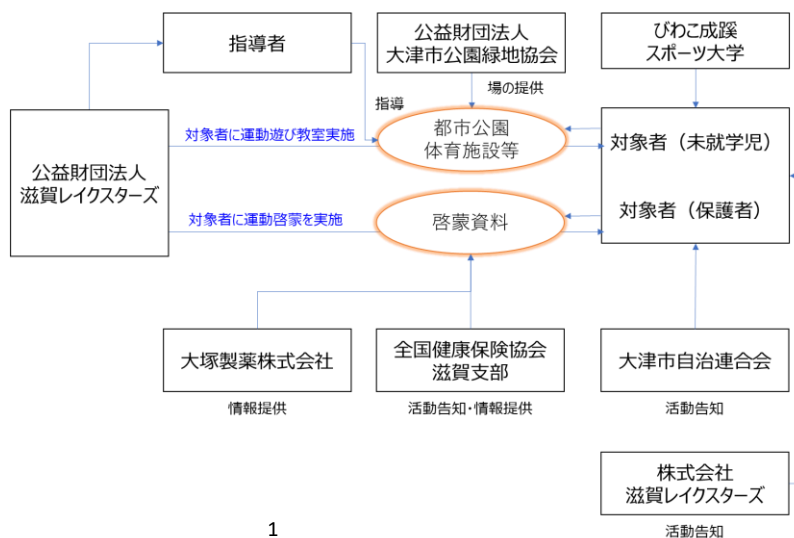 指導者
公益財団法人
大津市公園緑地協会
びわこ成蹊
スポーツ大学
場の提供
指導
対象者に運動遊び教室実施
都市公園
体育施設等
対象者（未就学児）
公益財団法人
滋賀レイクスターズ
対象者に運動啓蒙を実施
啓蒙資料
対象者（保護者）
大塚製薬株式会社
全国健康保険協会
滋賀支部
大津市自治連合会
情報提供
活動告知・情報提供
活動告知
株式会社
滋賀レイクスターズ
活動告知
1